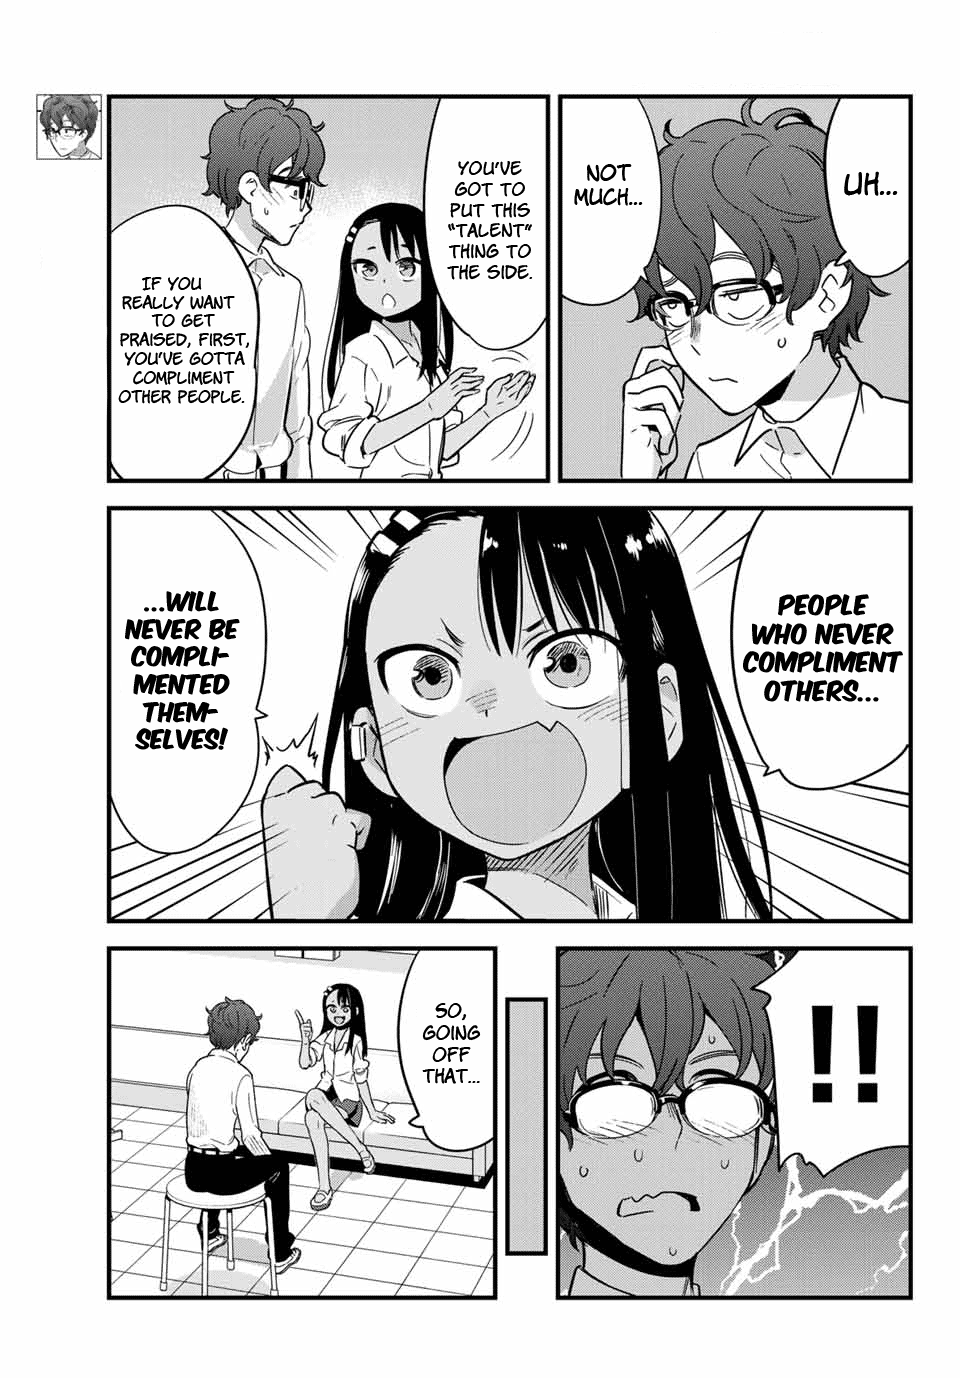 UH...
NOT
MUCH...
YOU'VE
GOT TO
PUT THIS
"TALENT"
THING TO
THE SIDE.
IF YOU
REALLY WANT
TO GET
PRAISED, FIRST,
YOU'VE GOTTA
COMPLIMENT
OTHER PEOPLE.
PEOPLE
WHO NEVER
COMPLIMENT
OTHERS...
...WILL
NEVER BE
COMPLI-
MENTED
THEM-
SELVES!
!!
SO,
GOING
OFF
THAT...